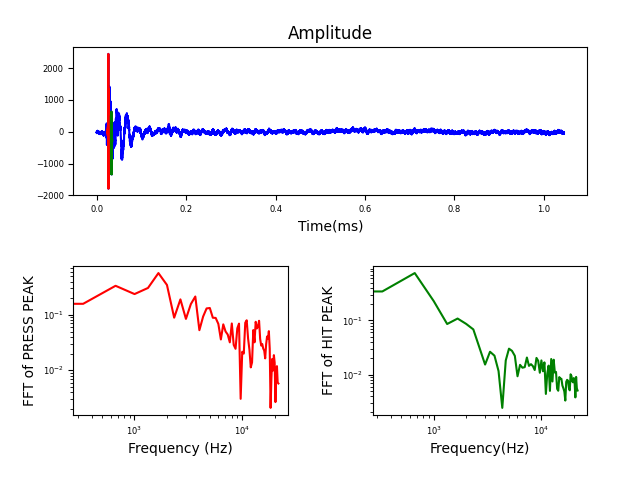 Amplitude
2000
1000
0
−1000
−2000
0.0 0.2 0.4 0.6 0.8 1.0
Time(ms)
FFT of PRESS PEAK
10⁻¹
10⁻²
10³ 10⁴
Frequency (Hz)
FFT of HIT PEAK
10⁻¹
10⁻²
10³ 10⁴
Frequency(Hz)